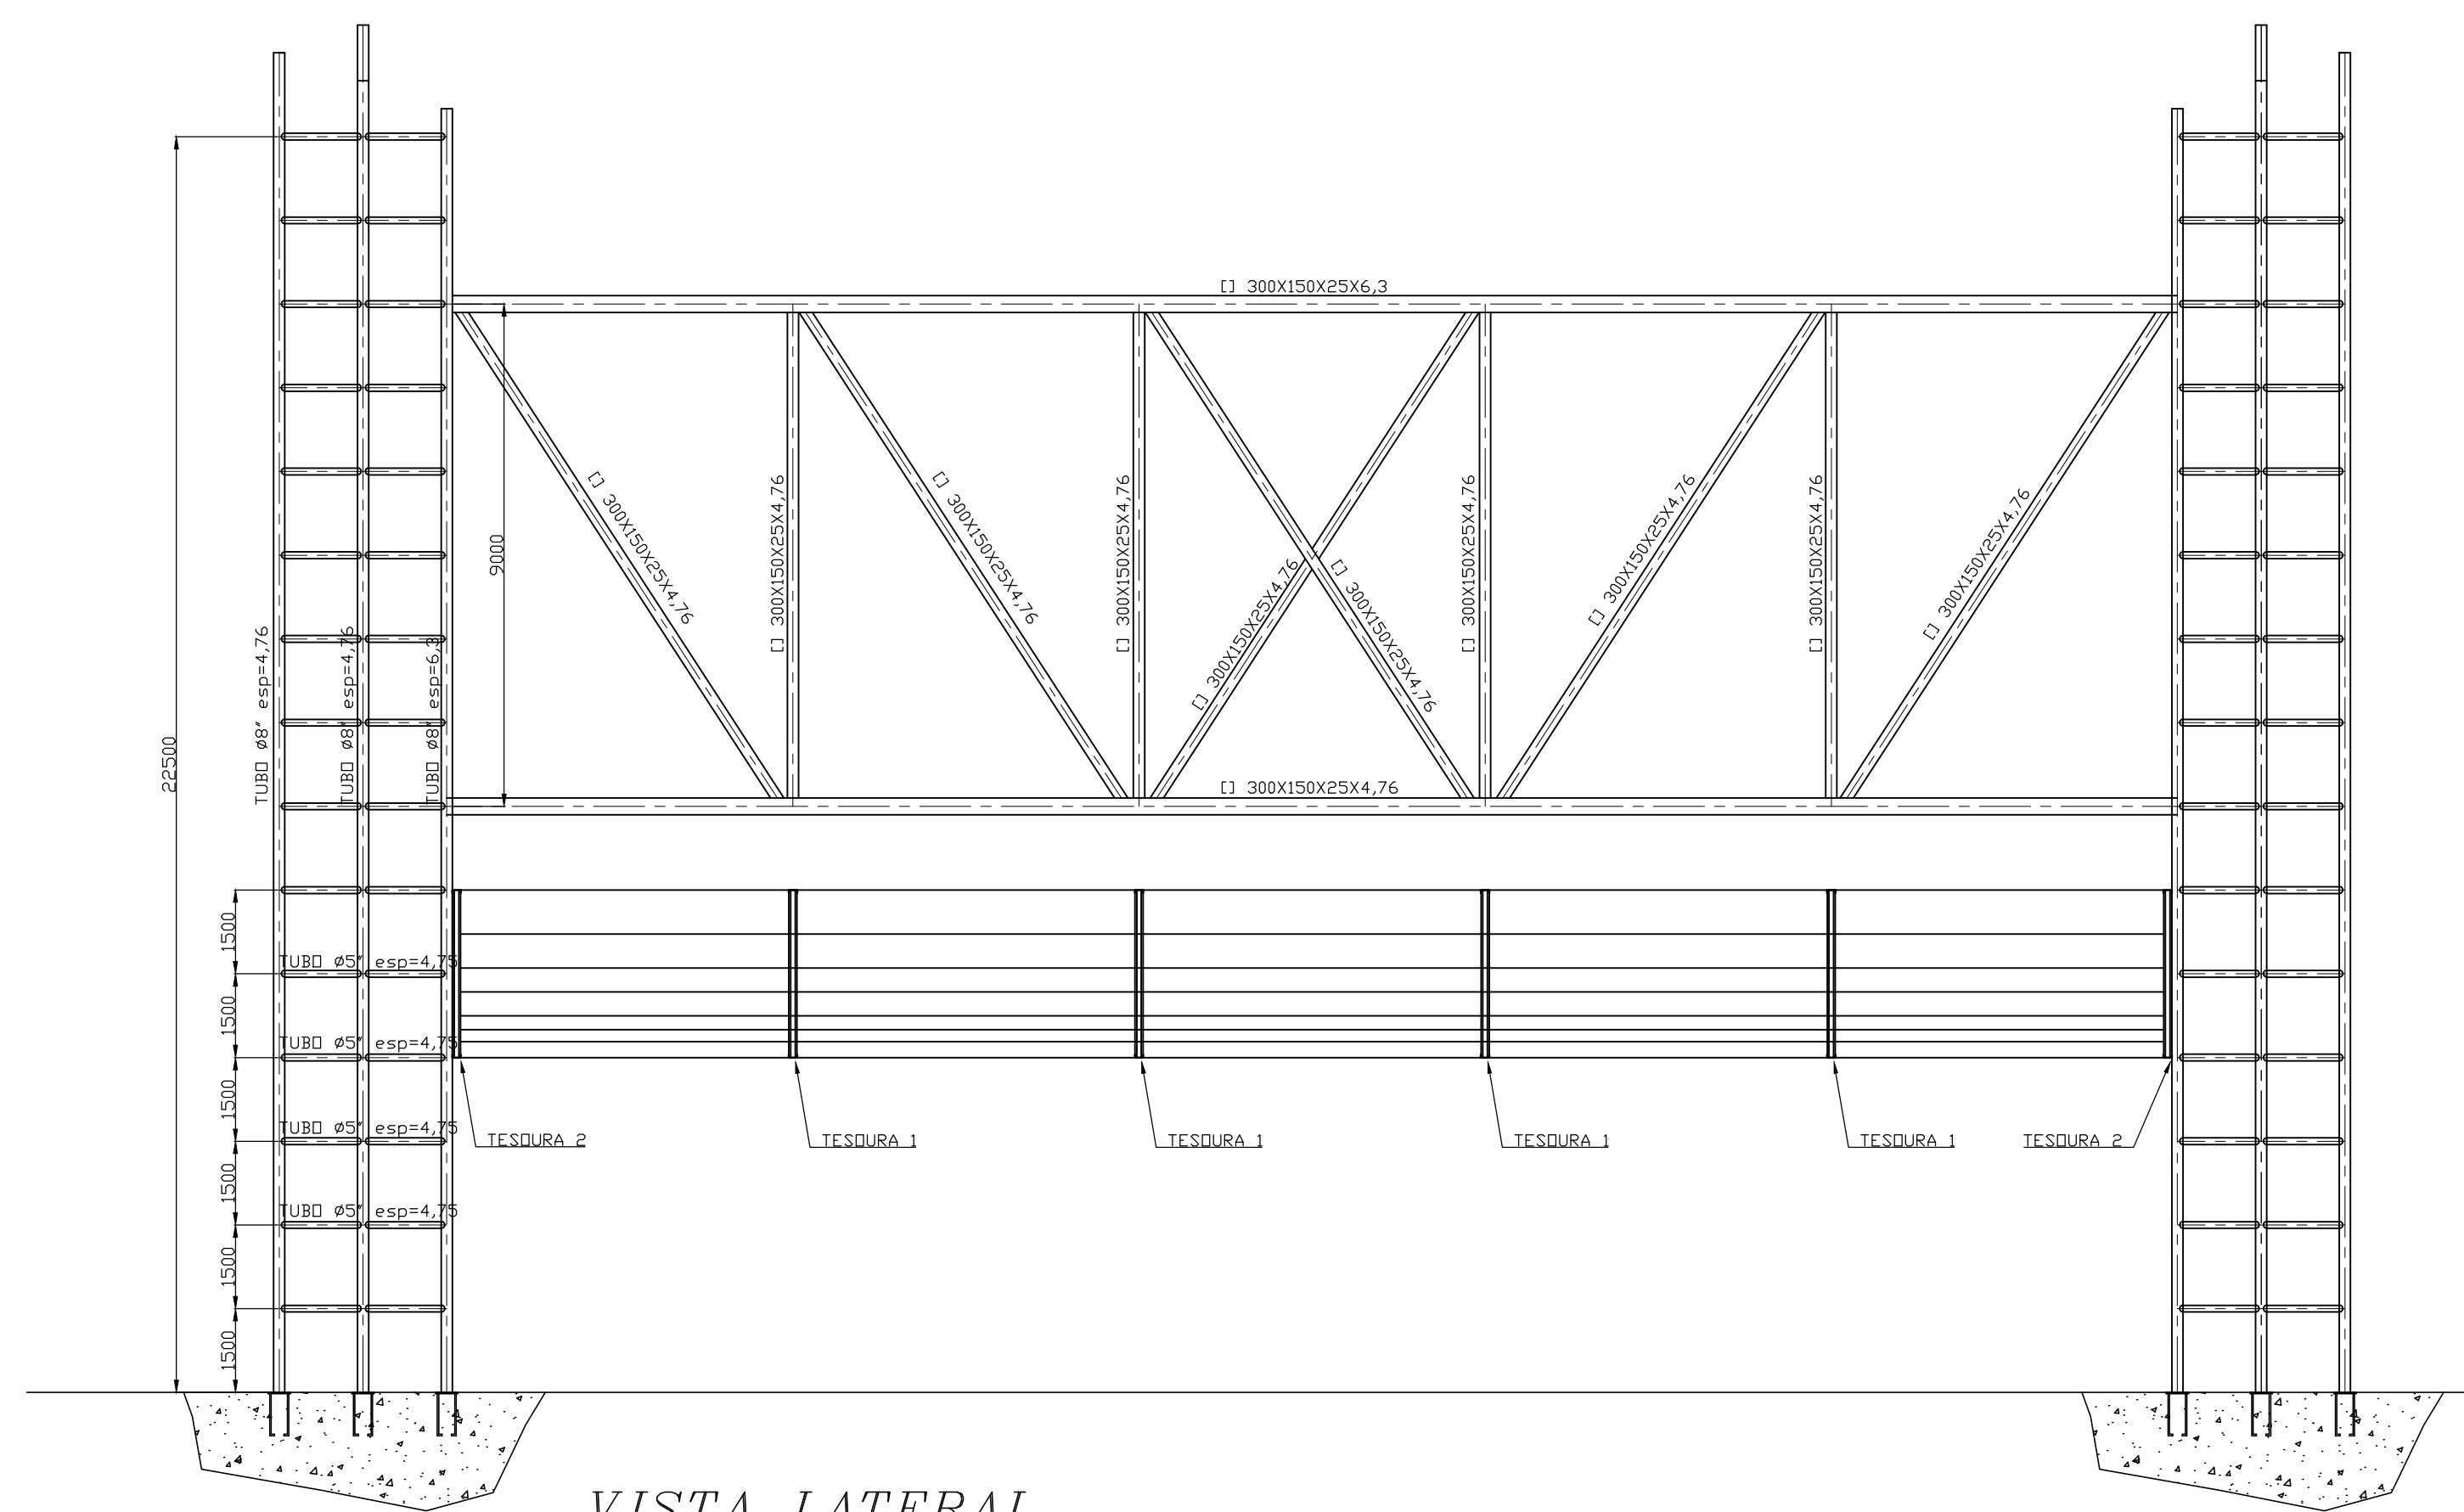 [] 300X150X25X6,3
[] 300X150X25X4,76
[] 300X150X25X4,76
[] 300X150X25X4,76
[] 300X150X25X4,76
[] 300X150X25X4,76
[] 300X150X25X4,76
[] 300X150X25X4,76
[] 300X150X25X4,76
[] 300X150X25X4,76
[] 300X150X25X4,76
9000
22500
TUBO ø8" esp=4,76
TUBO ø8" esp=4,76
TUBO ø8" esp=6,3
[] 300X150X25X4,76
1500
TUBO ø5" esp=4,75
1500
TUBO ø5" esp=4,75
1500
TUBO ø5" esp=4,75
1500
TUBO ø5" esp=4,75
1500
1500
TESOURA 2
TESOURA 1
TESOURA 1
TESOURA 1
TESOURA 1
TESOURA 2
VISTA LATERAL